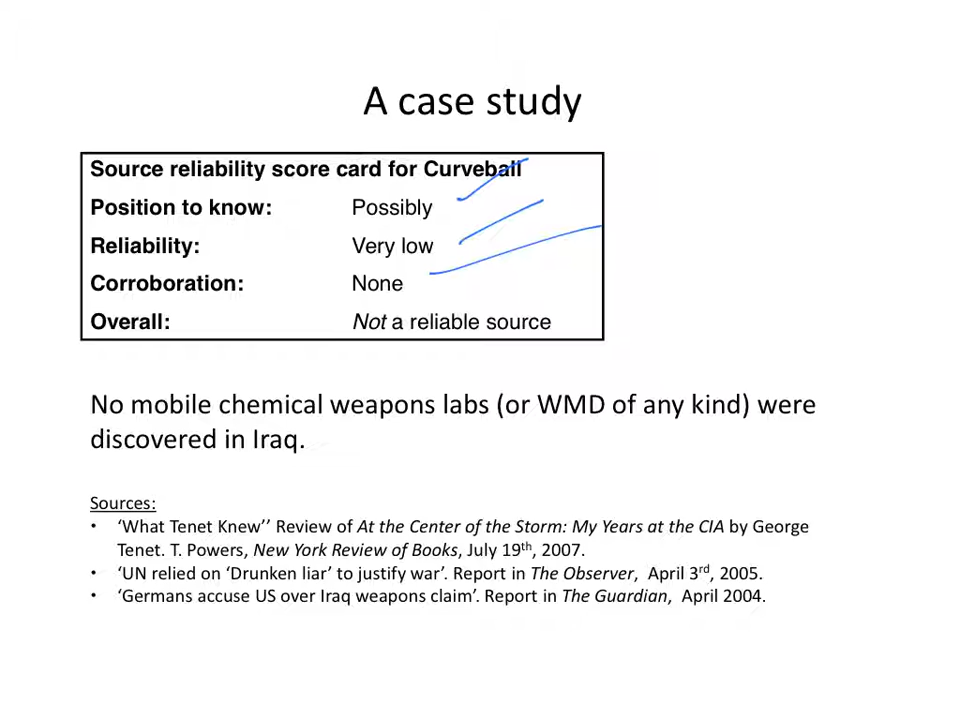 A case study
Source reliability score card for Curveball
Position to know: Possibly
Reliability: Very low
Corroboration: None
Overall: Not a reliable source
No mobile chemical weapons labs (or WMD of any kind) were
discovered in Iraq.
Sources:
• ‘What Tenet Knew’’ Review of At the Center of the Storm: My Years at the CIA by George
Tenet. T. Powers, New York Review of Books, July 19th, 2007.
• ‘UN relied on ‘Drunken liar’ to justify war’. Report in The Observer, April 3rd, 2005.
• ‘Germans accuse US over Iraq weapons claim’. Report in The Guardian, April 2004.